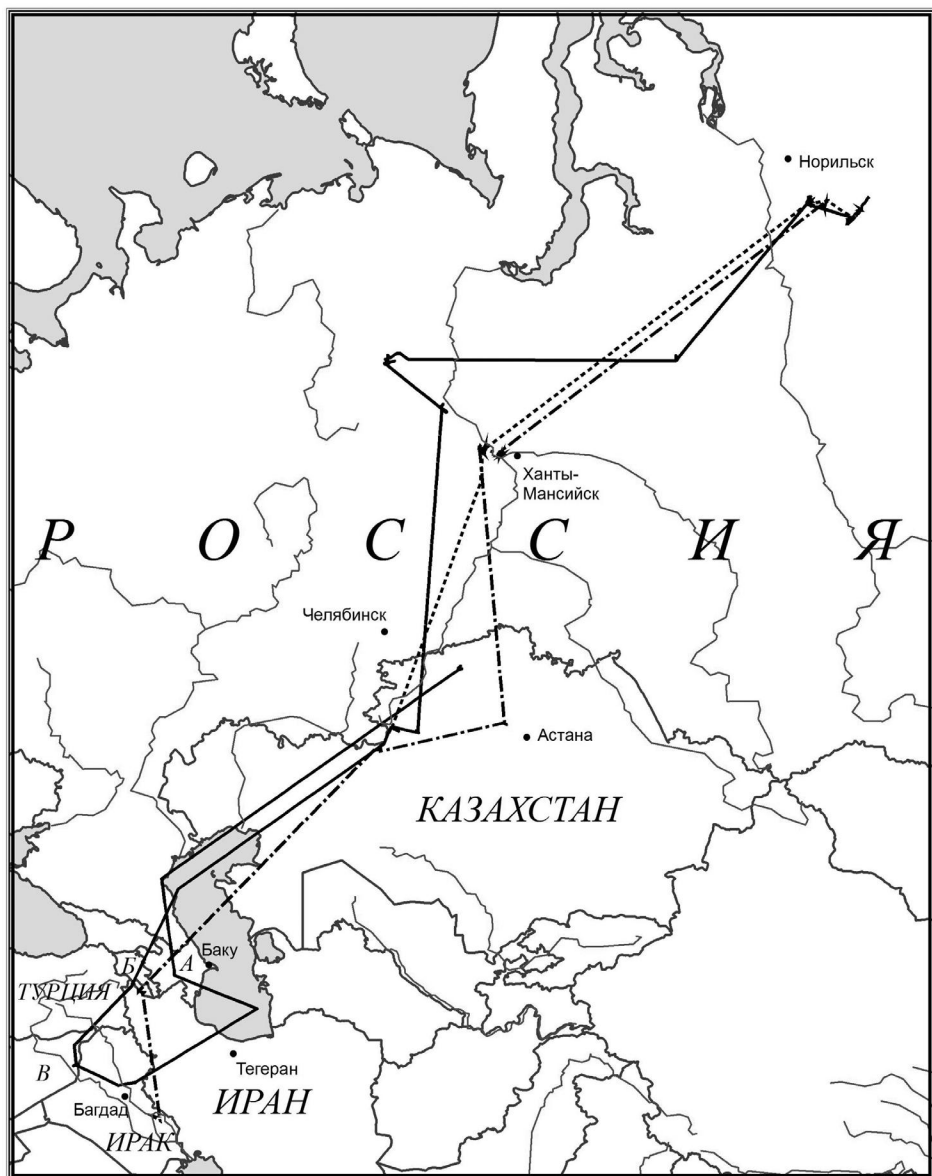 Норильск
Ханты-
Мансийск
Р О С С И Я
Челябинск
Астана
КАЗАХСТАН
Баку
А
Б
ТУРЦИЯ
Тегеран
В
ИРАН
Багдад
ИРАК